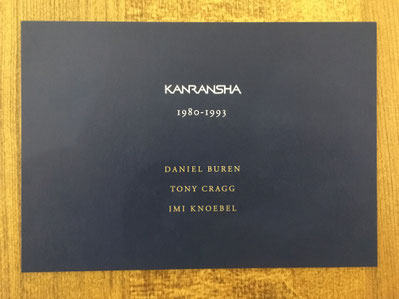 KANRANSHA
1980-1993
DANIEL BUREN
TONY CRAGG
IMI KNOEBEL